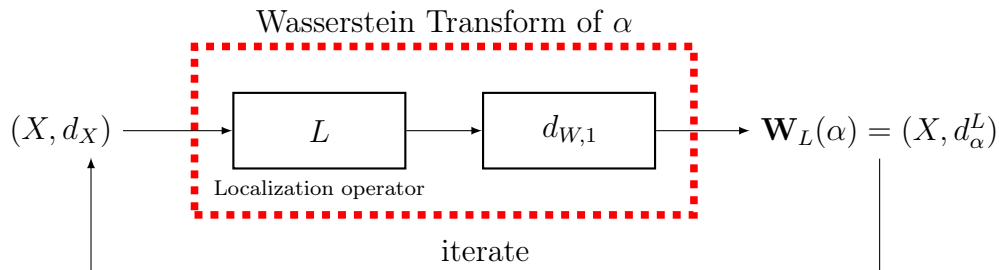 Wasserstein Transform of α
(X, d_X) L d_{W,1} W_L(α) = (X, d_α^L)
Localization operator
iterate